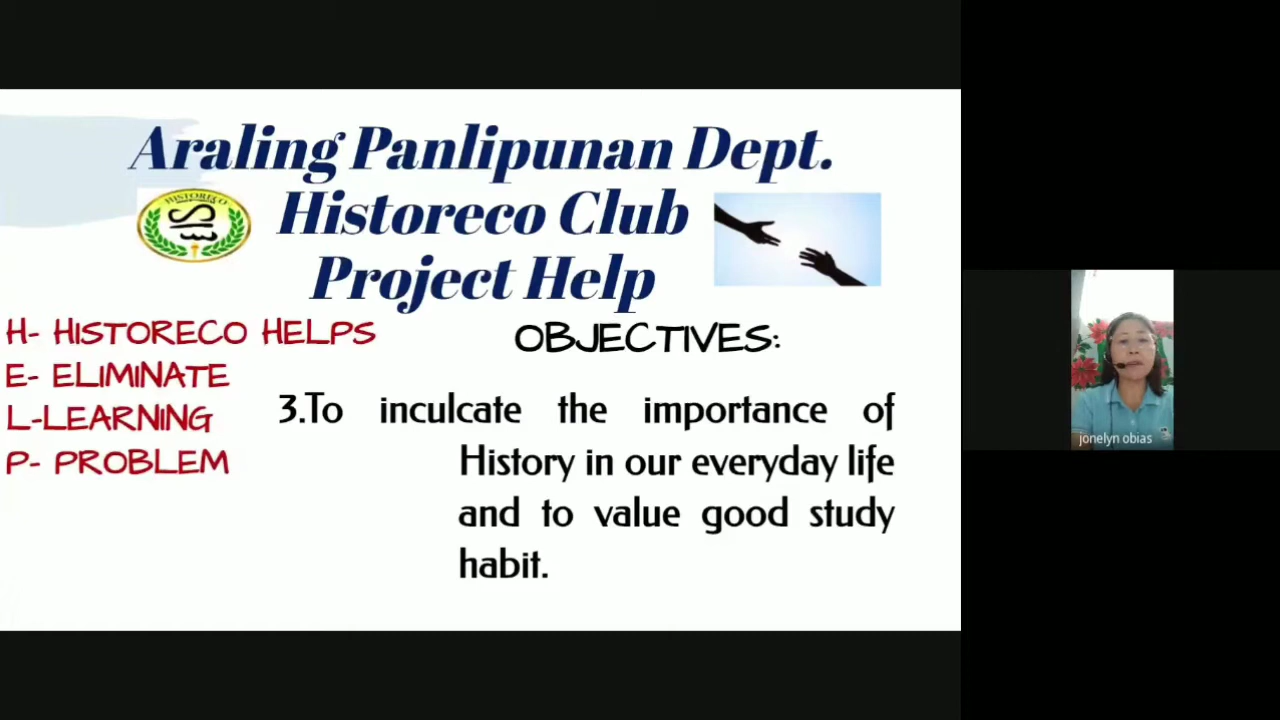 Araling Panlipunan Dept.
HISTORECO
Historeco Club
Project Help
H- HISTORECO HELPS
E- ELIMINATE
L-LEARNING
P- PROBLEM
OBJECTIVES:
3.To inculcate the importance of
History in our everyday life
and to value good study
habit.
jonelyn obias